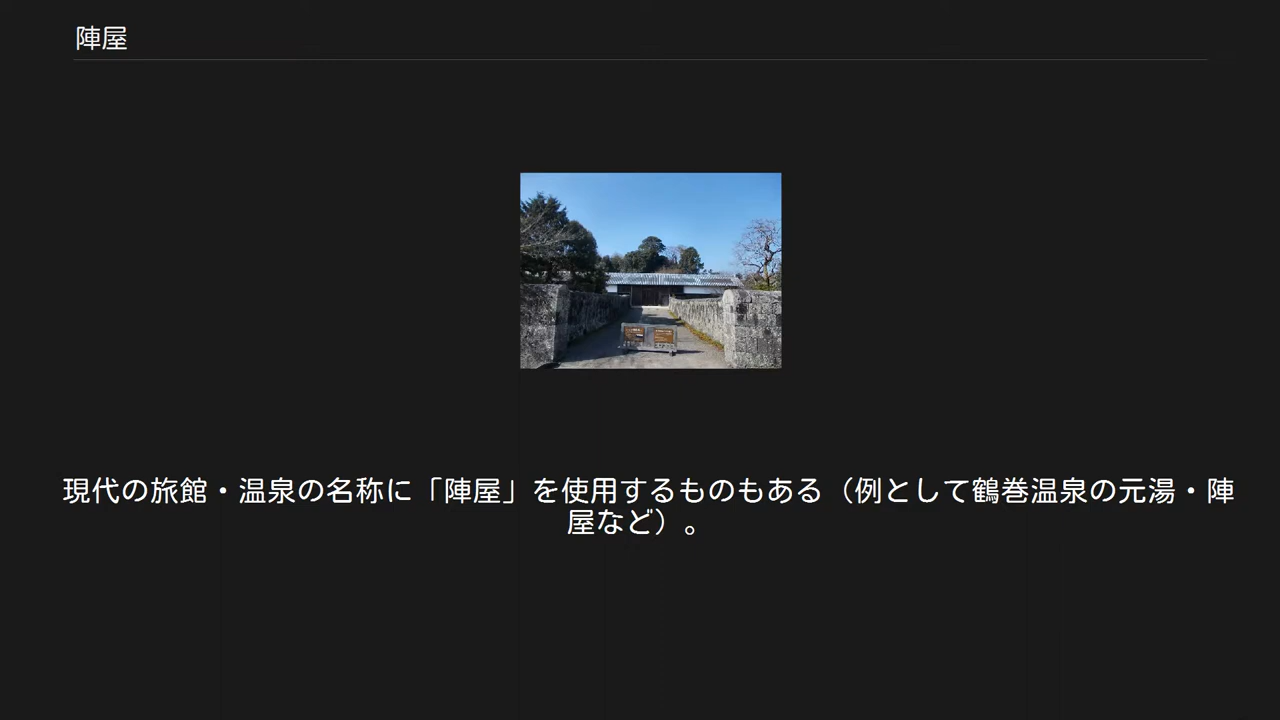 陣屋
現代の旅館・温泉の名称に「陣屋」を使用するものもある（例として鶴巻温泉の元湯・陣
屋など）。